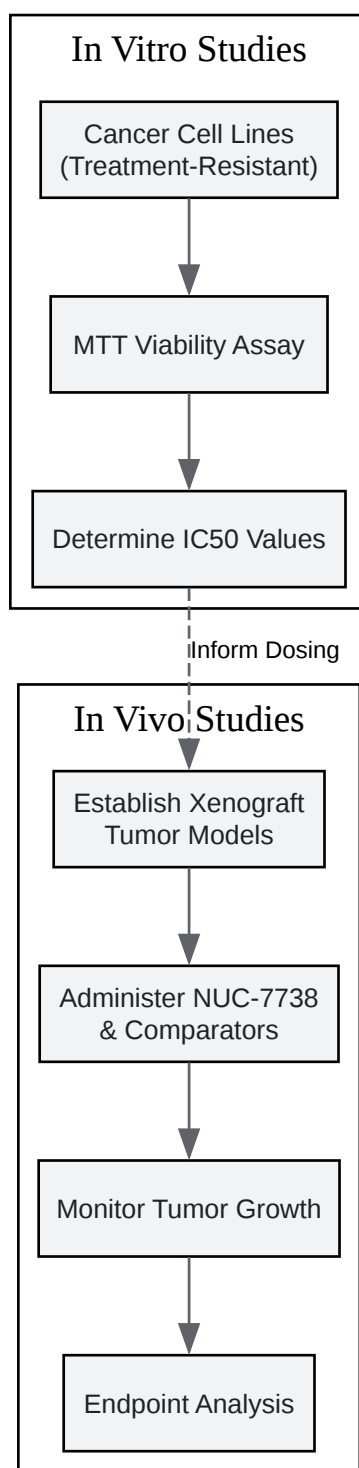 In Vitro Studies
Cancer Cell Lines
(Treatment-Resistant)
MTT Viability Assay
Determine IC50 Values
Inform Dosing
In Vivo Studies
Establish Xenograft
Tumor Models
Administer NUC-7738
& Comparators
Monitor Tumor Growth
Endpoint Analysis